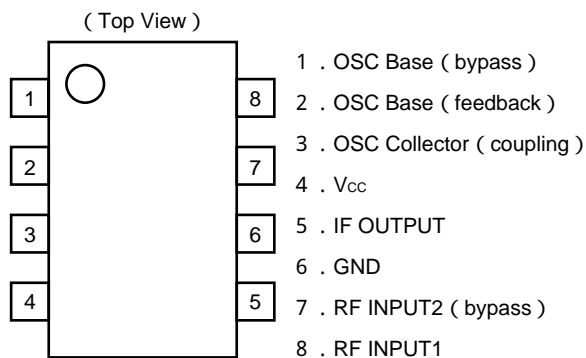 ( Top View )
1
2
3
4
8
7
6
5
1 . OSC Base ( bypass )
2 . OSC Base ( feedback )
3 . OSC Collector ( coupling )
4 . Vcc
5 . IF OUTPUT
6 . GND
7 . RF INPUT2 ( bypass )
8 . RF INPUT1